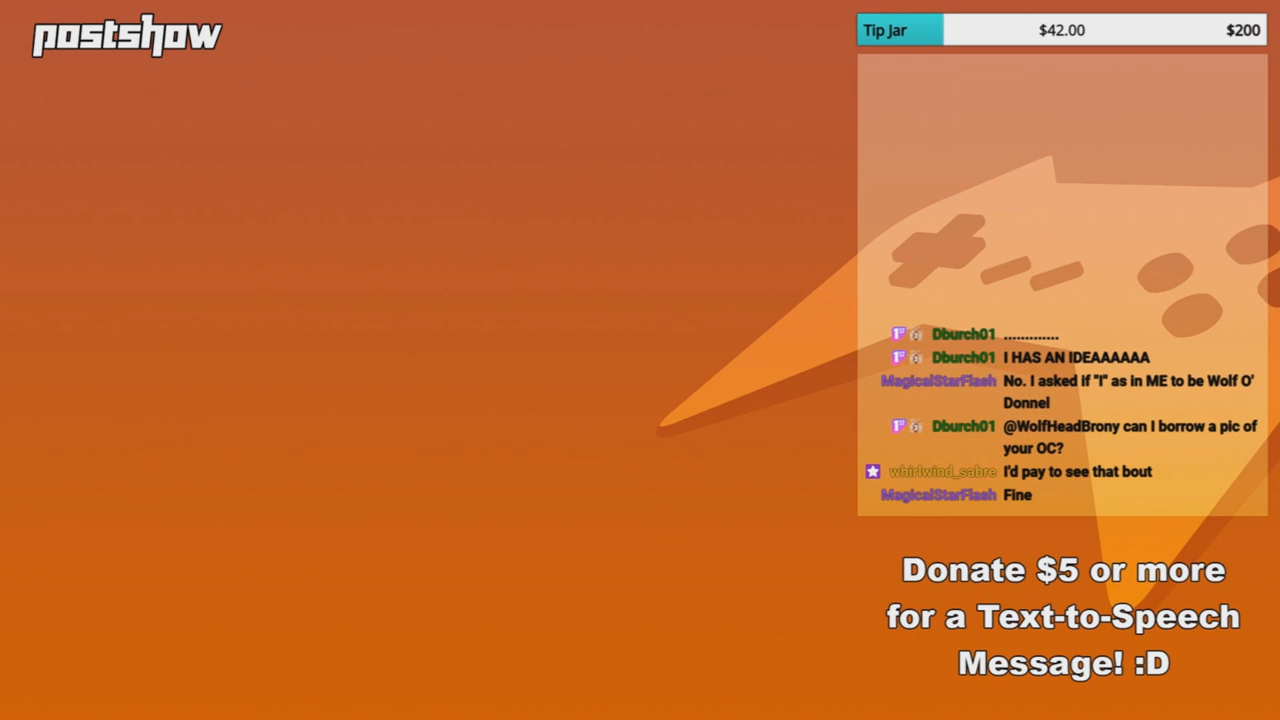 postshow
Tip Jar $42.00 $200
Dburch01 .............
Dburch01 I HAS AN IDEAAAAAA
MagicalStarFlash No. I asked if "I" as in ME to be Wolf O'
Donnel
Dburch01 @WolfHeadBrony can I borrow a pic of
your OC?
whirlwind_sabre I'd pay to see that bout
MagicalStarFlash Fine
Donate $5 or more
for a Text-to-Speech
Message! :D